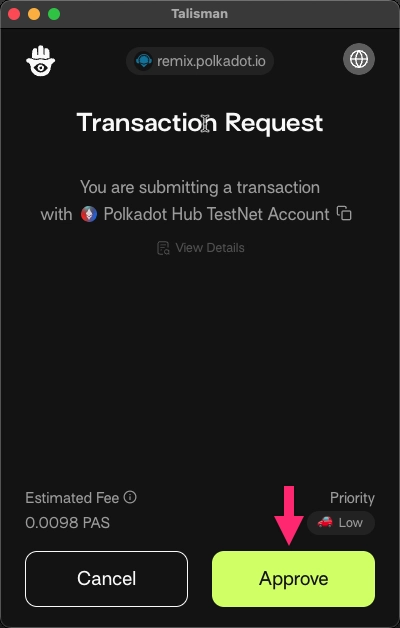 Talisman
remix.polkadot.io
Transaction Request
You are submitting a transaction
with Polkadot Hub TestNet Account
View Details
Estimated Fee
Priority
0.0098 PAS
Low
Cancel
Approve